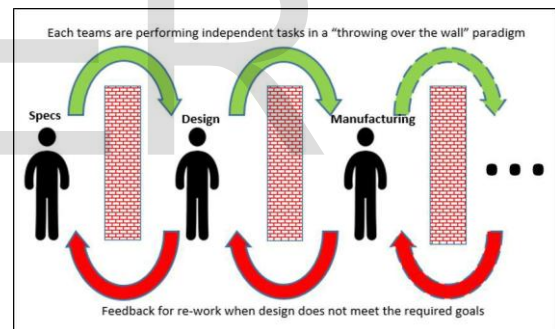 Each teams are performing independent tasks in a “throwing over the wall” paradigm
Specs
Design
Manufacturing
Feedback for re-work when design does not meet the required goals